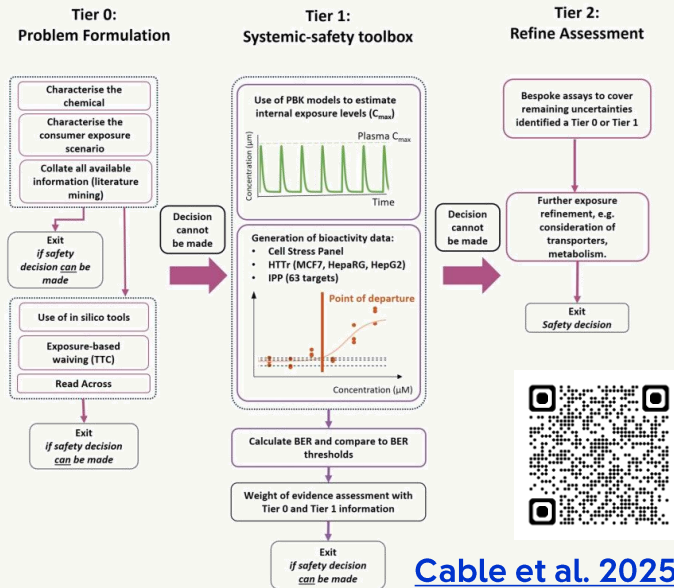 Tier 0:
Problem Formulation
Characterise the
chemical
Characterise the
consumer exposure
scenario
Collate all available
information (literature
mining)
Exit
if safety
decision can be
made
Use of in silico tools
Exposure-based
waiving (TTC)
Read Across
Exit
if safety decision
can be made
Decision
cannot
be made
Tier 1:
Systemic-safety toolbox
Use of PBK models to estimate
internal exposure levels (Cmax)
Plasma Cmax
Concentration (µm)
Time
Generation of bioactivity data:
• Cell Stress Panel
• HTTr (MCF7, HepaRG, HepG2)
• IPP (63 targets)
Point of departure
Concentration (µM)
Calculate BER and compare to BER
thresholds
Weight of evidence assessment with
Tier 0 and Tier 1 information
Exit
if safety decision
can be made
Decision
cannot
be made
Tier 2:
Refine Assessment
Bespoke assays to cover
remaining uncertainties
identified a Tier 0 or Tier 1
Further exposure
refinement, e.g.
consideration of
transporters,
metabolism.
Exit
Safety decision
Cable et al. 2025